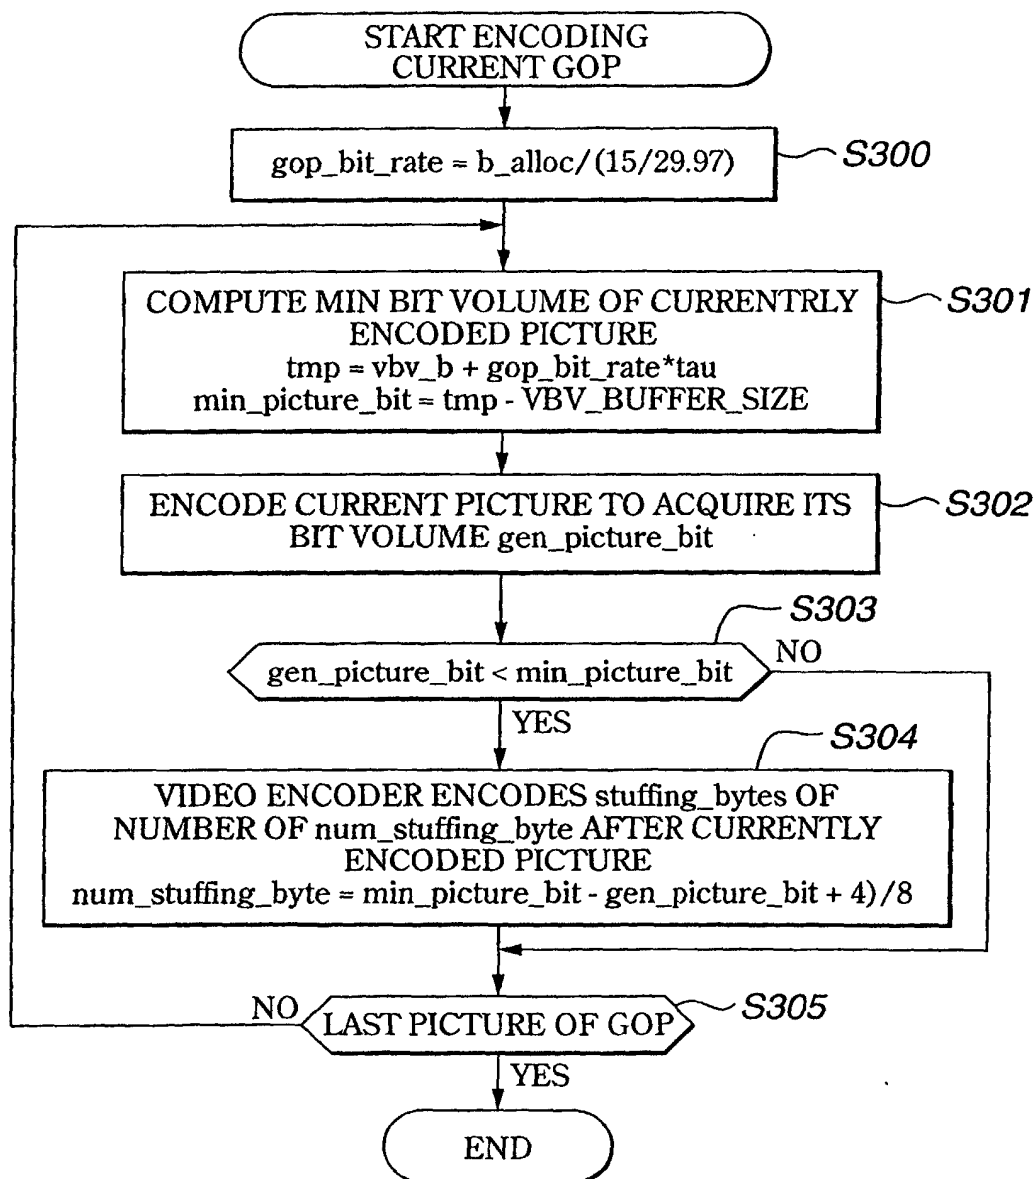 START ENCODING
CURRENT GOP
gop_bit_rate = b_alloc/(15/29.97)
S300
COMPUTE MIN BIT VOLUME OF CURRENTRLY
ENCODED PICTURE
tmp = vbv_b + gop_bit_rate*tau
min_picture_bit = tmp - VBV_BUFFER_SIZE
S301
ENCODE CURRENT PICTURE TO ACQUIRE ITS
BIT VOLUME gen_picture_bit
S302
S303
gen_picture_bit < min_picture_bit
NO
YES
S304
VIDEO ENCODER ENCODES stuffing_bytes OF
NUMBER OF num_stuffing_byte AFTER CURRENTLY
ENCODED PICTURE
num_stuffing_byte = min_picture_bit - gen_picture_bit + 4)/8
NO
LAST PICTURE OF GOP
S305
YES
END